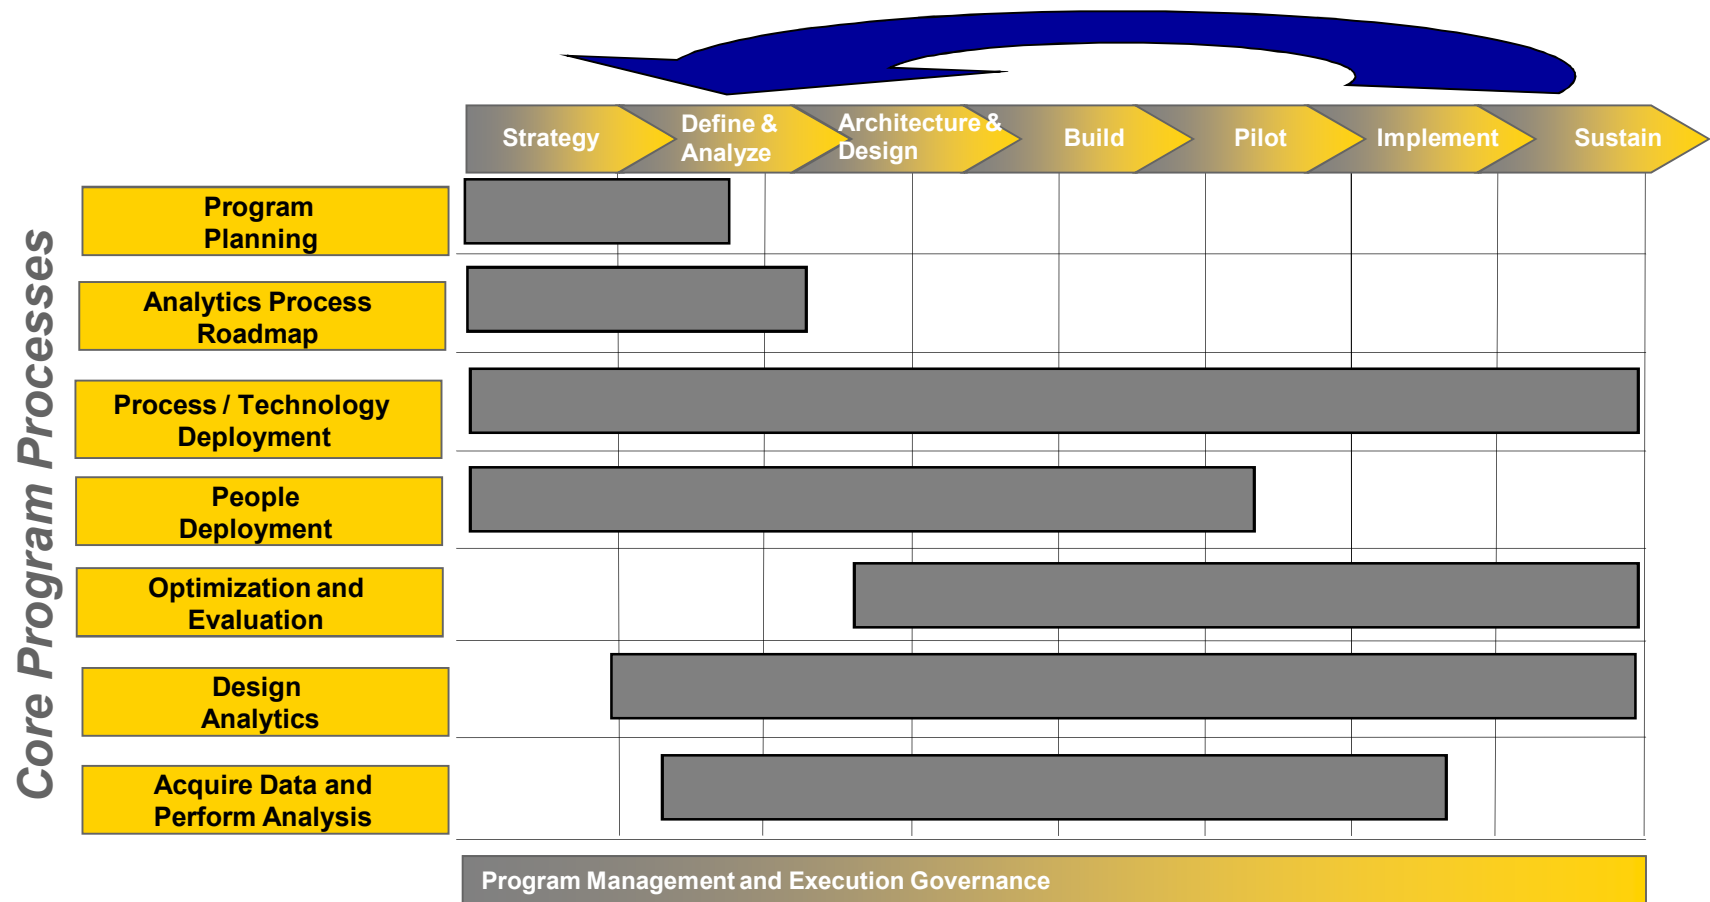 Strategy
Define &
Analyze
Architecture &
Design
Build
Pilot
Implement
Sustain
Core Program Processes
Program
Planning
Analytics Process
Roadmap
Process / Technology
Deployment
People
Deployment
Optimization and
Evaluation
Design
Analytics
Acquire Data and
Perform Analysis
Program Management and Execution Governance